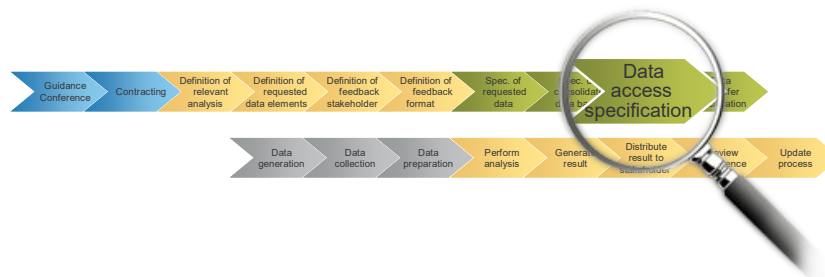 Guidance
Conference
Contracting
Definition of
relevant
analysis
Definition of
requested
data elements
Definition of
feedback
stakeholder
Definition of
feedback
format
Spec. of
requested
data
Data
access
specification
Data
generation
Data
collection
Data
preparation
Perform
analysis
Generate
result
Distribute
result to
stakeholder
Update
process